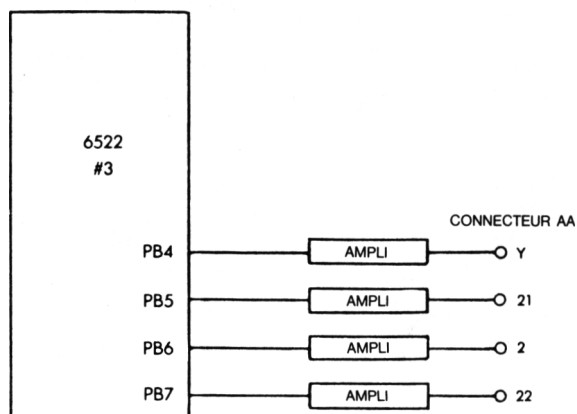 6522
#3
CONNECTEUR AA
PB4 AMPLI Y
PB5 AMPLI 21
PB6 AMPLI 2
PB7 AMPLI 22